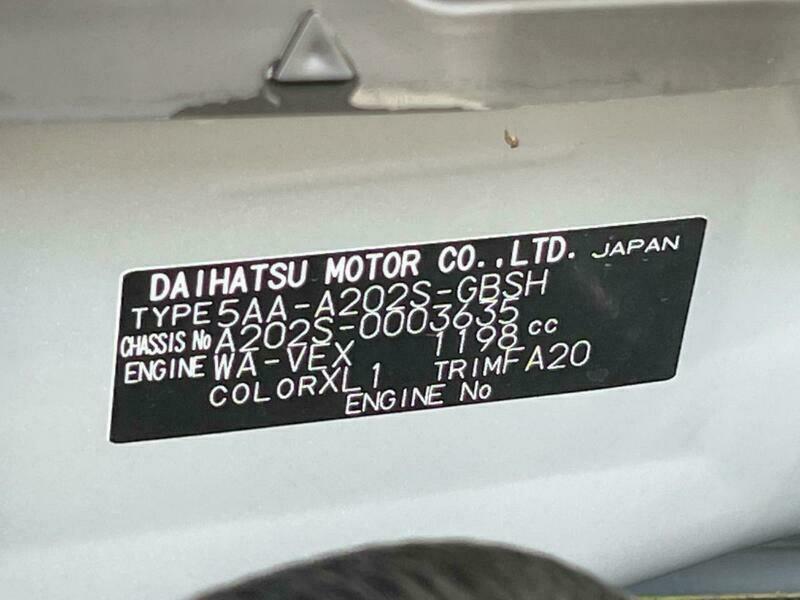 DAIHATSU MOTOR CO.,LTD. JAPAN
TYPE 5AA-A202S-GBSH
CHASSIS No A202S-0003635
ENGINE WA-VEX 1198 cc
COLOR XL1 TRIM FA20
ENGINE No